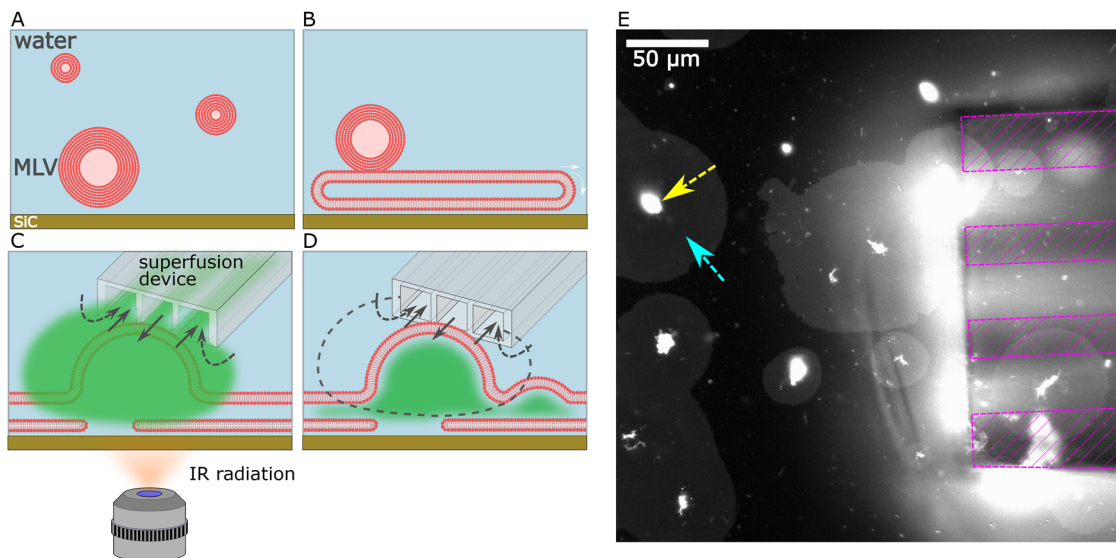 A
water
MLV
SiC
B
C
superfusion
device
D
IR radiation
E
50 µm